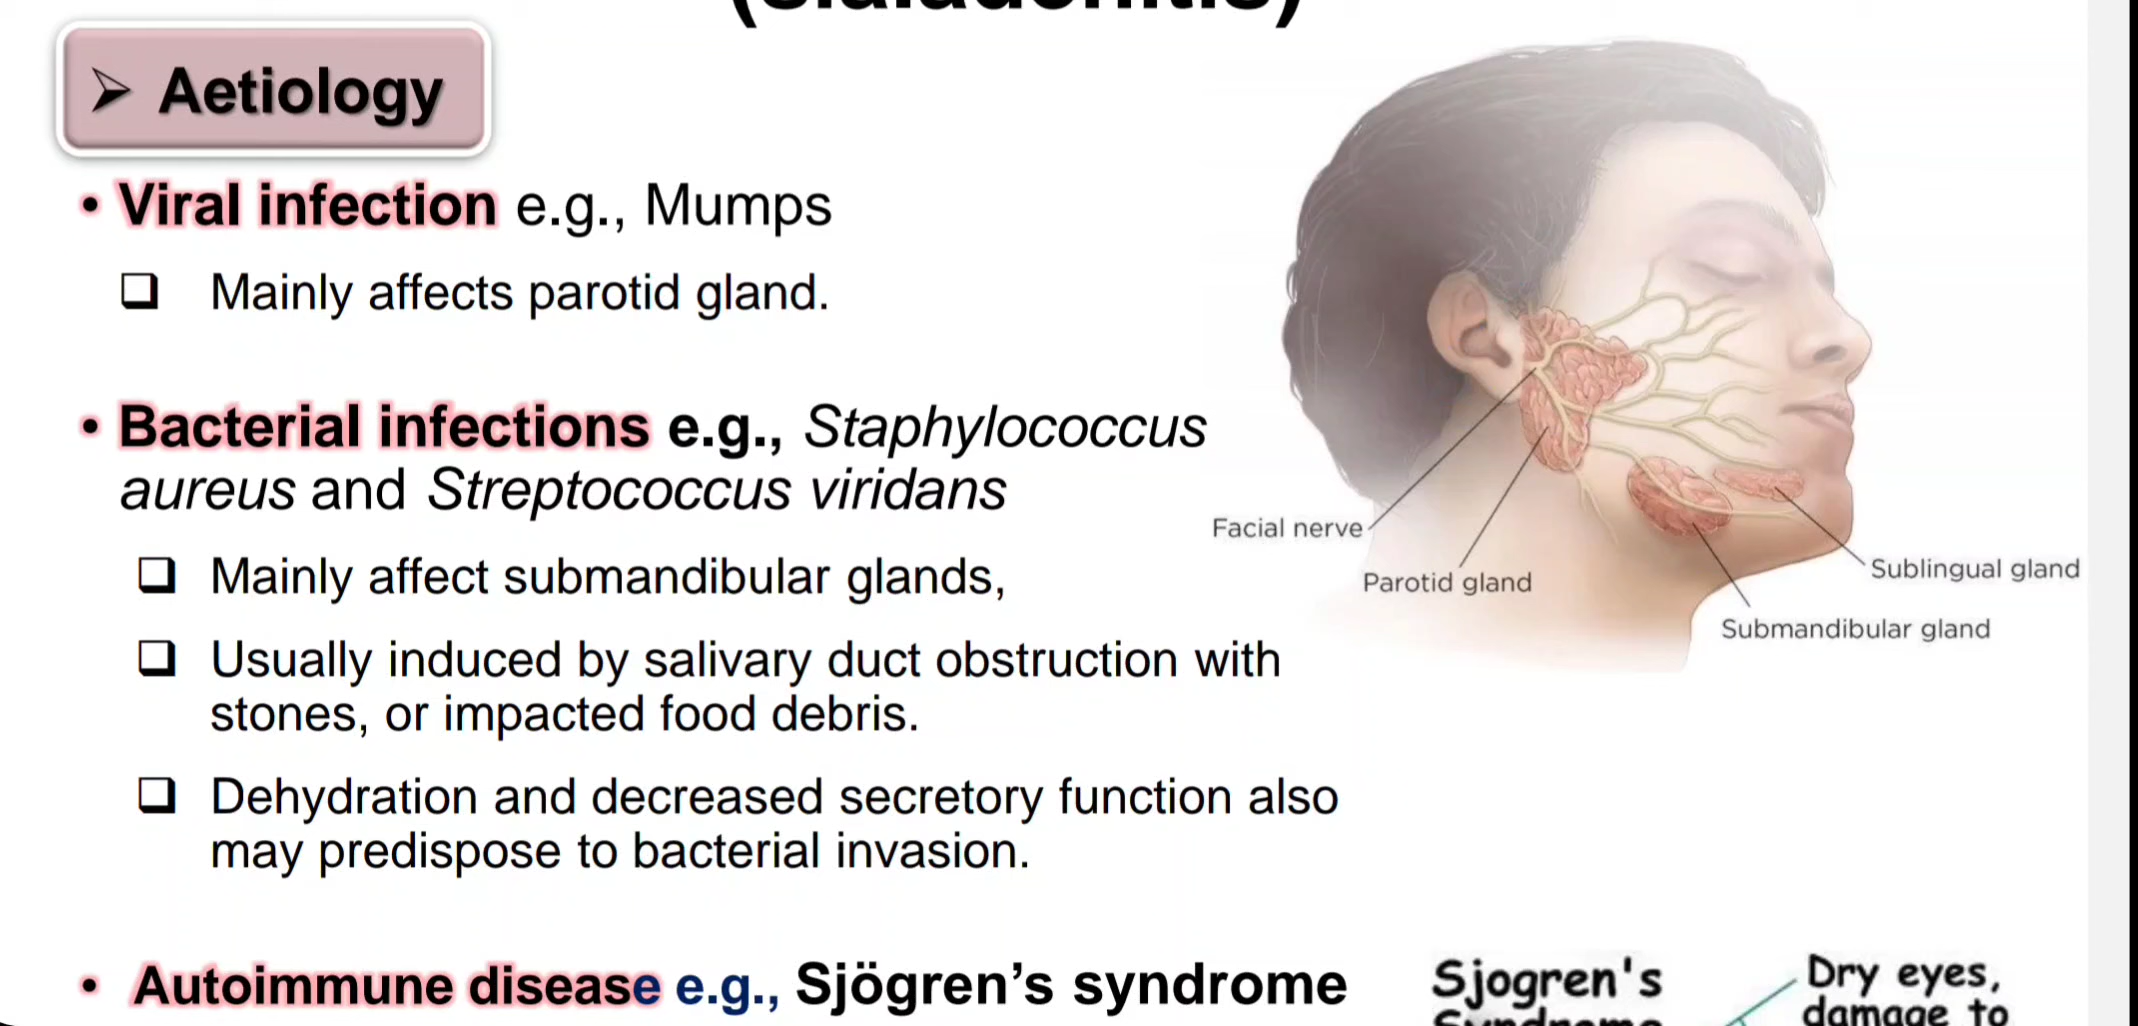 (sialadenitis)
➤ Aetiology
• Viral infection e.g., Mumps
❑ Mainly affects parotid gland.
• Bacterial infections e.g., Staphylococcus
aureus and Streptococcus viridans
❑ Mainly affect submandibular glands,
❑ Usually induced by salivary duct obstruction with
stones, or impacted food debris.
❑ Dehydration and decreased secretory function also
may predispose to bacterial invasion.
• Autoimmune disease e.g., Sjögren’s syndrome
Facial nerve
Parotid gland
Sublingual gland
Submandibular gland
Sjogren's
Syndrome
Dry eyes,
damage to